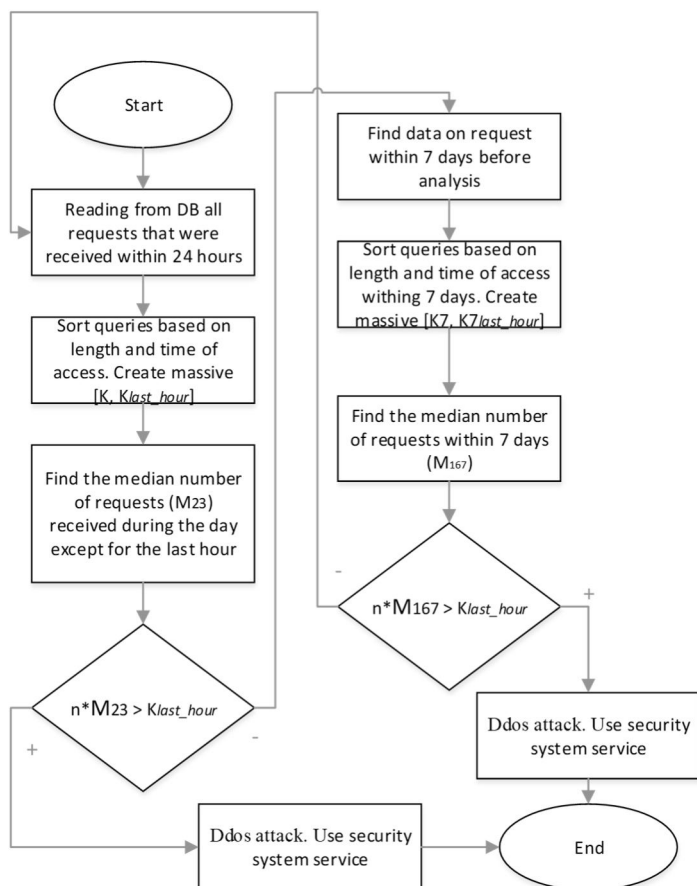 Start
Reading from DB all
requests that were
received within 24 hours
Sort queries based on
length and time of
access. Create massive
[K, Klast_hour]
Find the median number
of requests (M23)
received during the day
except for the last hour
n*M23 > Klast_hour
+
-
Ddos attack. Use security
system service
Find data on request
within 7 days before
analysis
Sort queries based on
length and time of access
withing 7 days. Create
massive [K7, K7last_hour]
Find the median number
of requests within 7 days
(M167)
n*M167 > Klast_hour
-
+
Ddos attack. Use security
system service
End